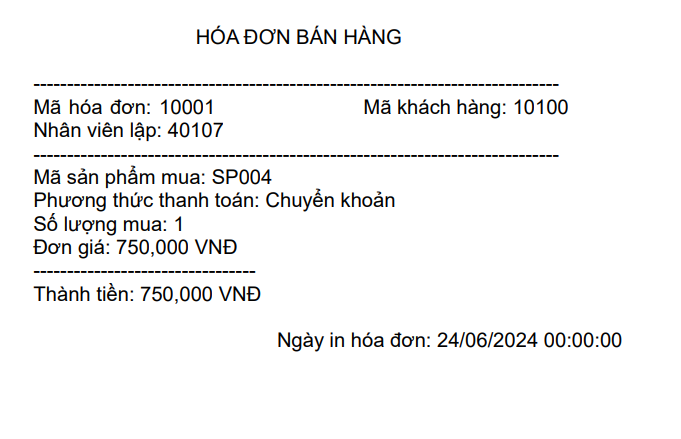 HÓA ĐƠN BÁN HÀNG
-------------------------------------------------------------------------------
Mã hóa đơn: 10001 Mã khách hàng: 10100
Nhân viên lập: 40107
-------------------------------------------------------------------------------
Mã sản phẩm mua: SP004
Phương thức thanh toán: Chuyển khoản
Số lượng mua: 1
Đơn giá: 750,000 VNĐ
---------------------------------
Thành tiền: 750,000 VNĐ
Ngày in hóa đơn: 24/06/2024 00:00:00